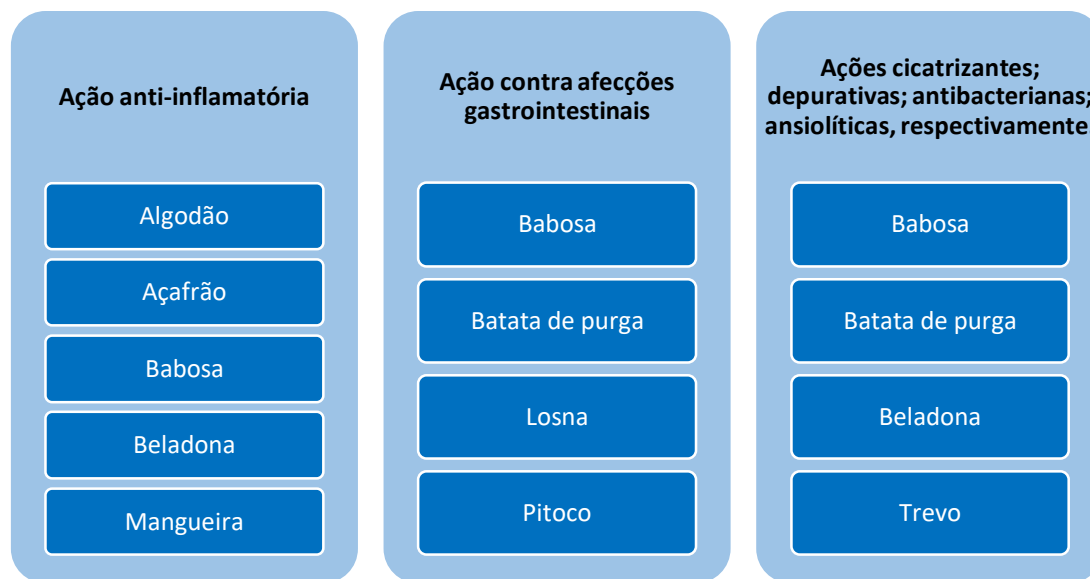 Ação anti-inflamatória
Algodão
Açafrão
Babosa
Beladona
Mangueira
Ação contra afecções
gastrointestinais
Babosa
Batata de purga
Losna
Pitoco
Ações cicatrizantes;
depurativas; antibacterianas;
ansiolíticas, respectivamente
Babosa
Batata de purga
Beladona
Trevo